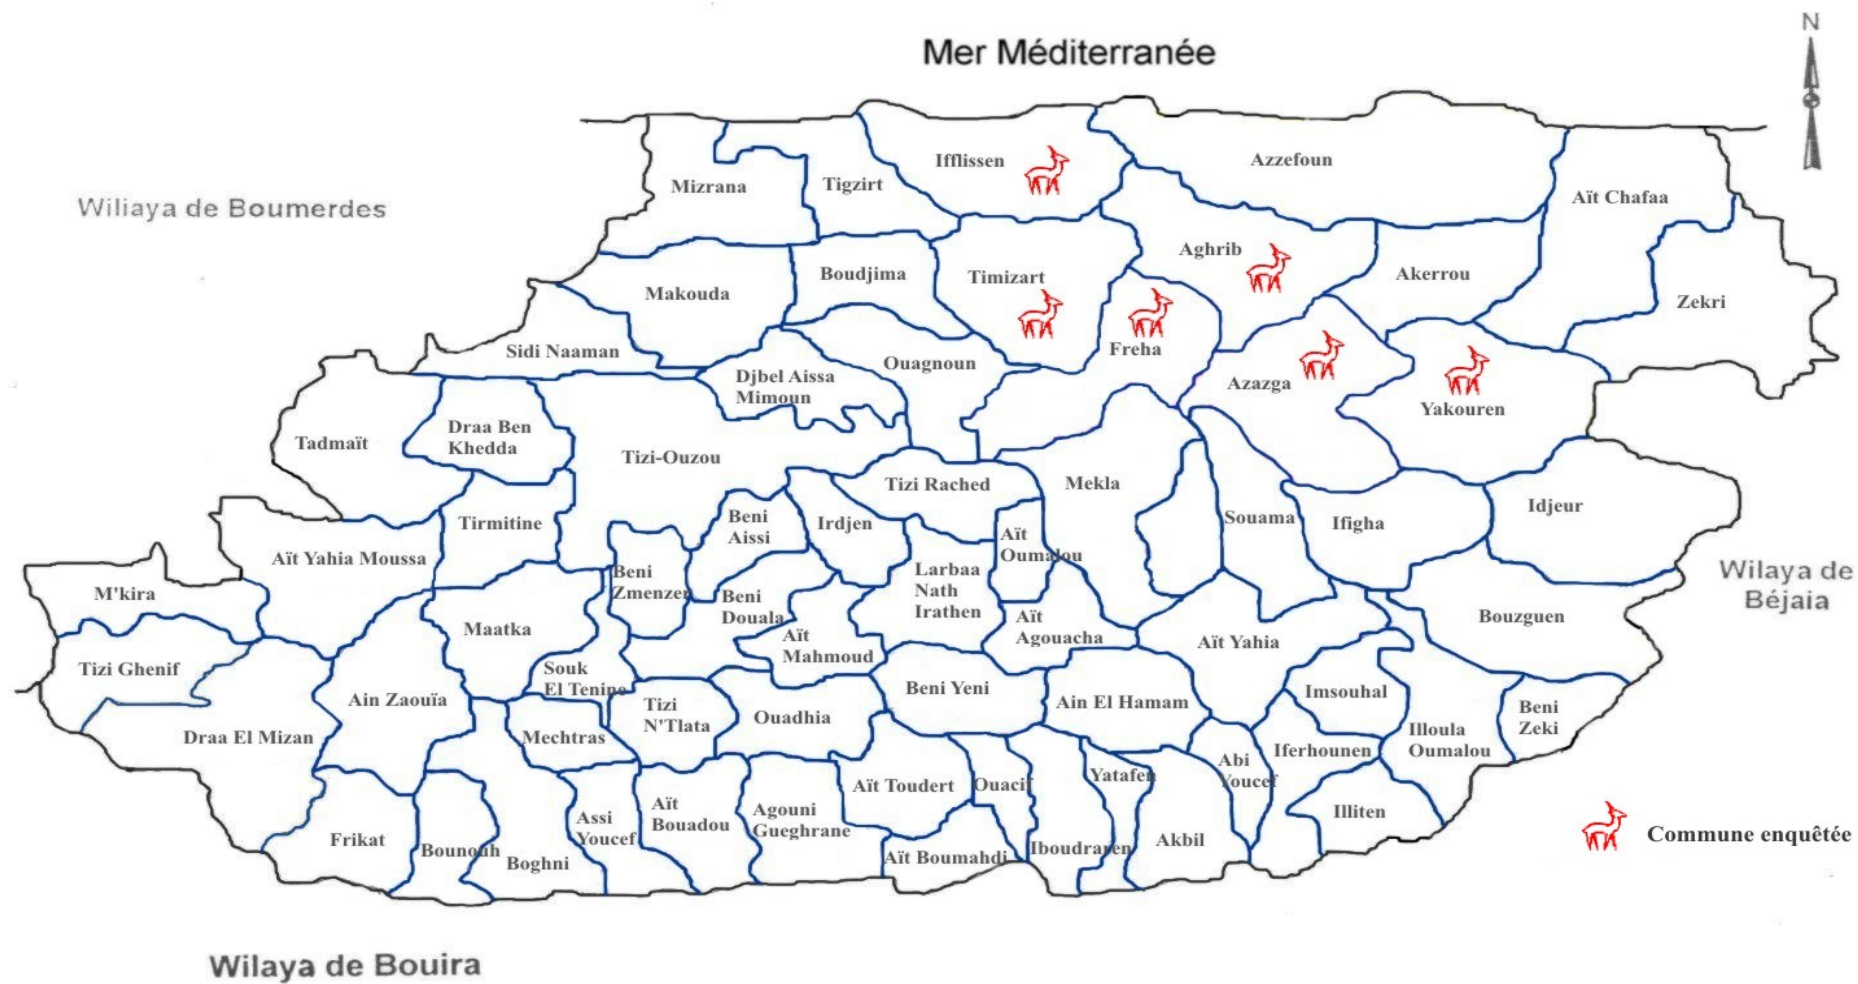 N
Mer Méditerranée
Ifflissen
Azzefoun
Mizrana
Tigzirt
Aït Chafaa
Wiliaya de Boumerdes
Aghrib
Boudjima
Timizart
Akerrou
Makouda
Zekri
Sidi Naaman
Freha
Ouagnoun
Djbel Aissa
Mimoun
Azazga
Yakouren
Tadmaït
Draa Ben
Khedda
Tizi-Ouzou
Tizi Rached
Mekla
Idjeur
Tirmitine
Beni
Aissi
Irdjen
Souama
Ifigha
Aït
Oumalou
Aït Yahia Moussa
Beni
Zmenzer
Larbaa
Nath
Irathen
Wilaya de
Béjaia
M'kira
Beni
Douala
Aït
Agouacha
Bouzguen
Maatka
Aït
Mahmoud
Aït Yahia
Tizi Ghenif
Souk
El Tenine
Beni Yeni
Imsouhal
Ain Zaouïa
Tizi
N'Tlata
Ouadhia
Ain El Hamam
Beni
Zeki
Draa El Mizan
Mechtras
Illoula
Oumalou
Iferhounen
Abi
Youcef
Aït Toudert
Ouacif
Yatafen
Assi
Youcef
Aït
Bouadou
Agouni
Gueghrane
Illiten
Frikat
Bounouh
Boghni
Aït Boumahdi
Iboudraren
Akbil
Commune enquêtée
Wilaya de Bouira